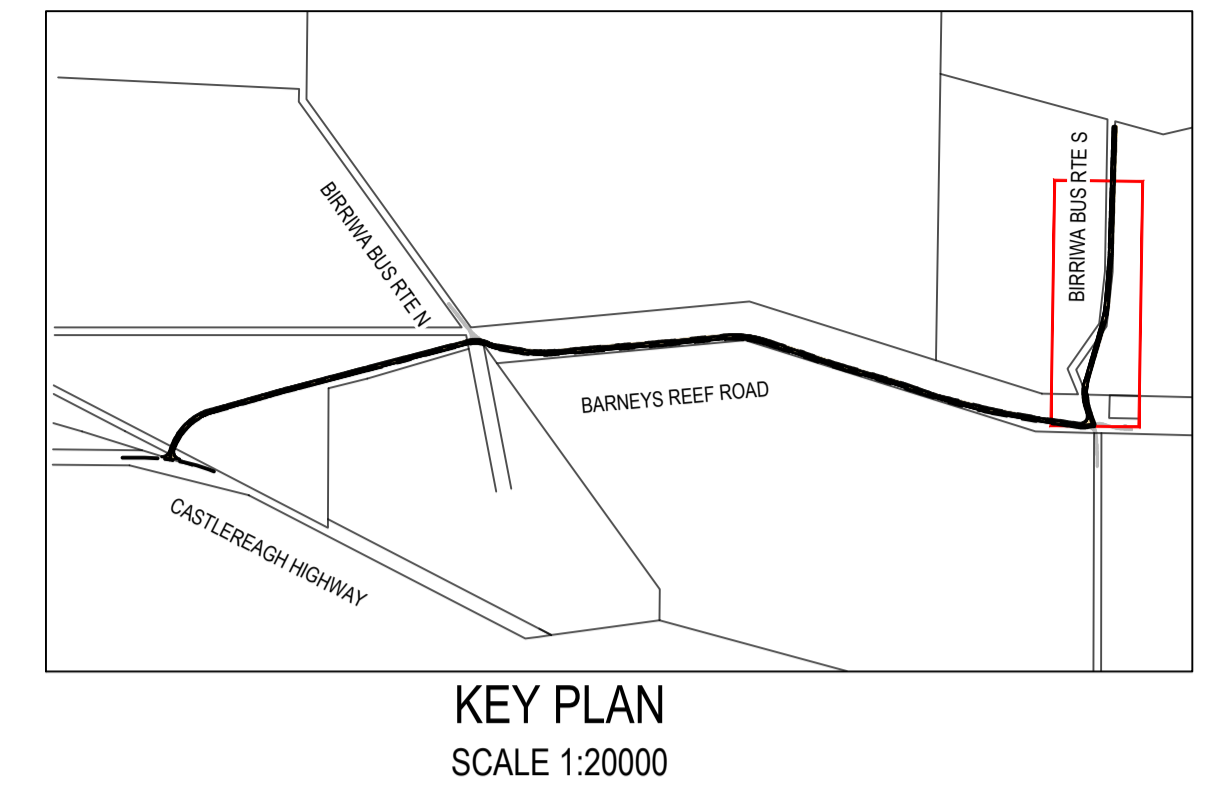 BIRRIWA BUS RTE N
BIRRIWA BUS RTE S
BARNEYS REEF ROAD
CASTLEREAGH HIGHWAY
KEY PLAN
SCALE 1:20000